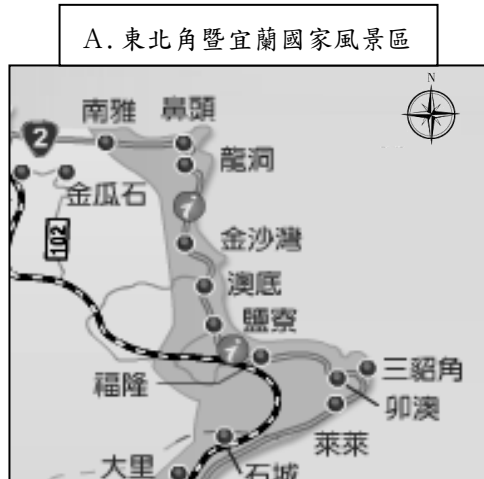 A.東北角暨宜蘭國家風景區
N
南雅
鼻頭
2
龍洞
金瓜石
i
102
金沙灣
澳底
鹽寮
i
福隆
三貂角
卯澳
萊萊
大里
石城